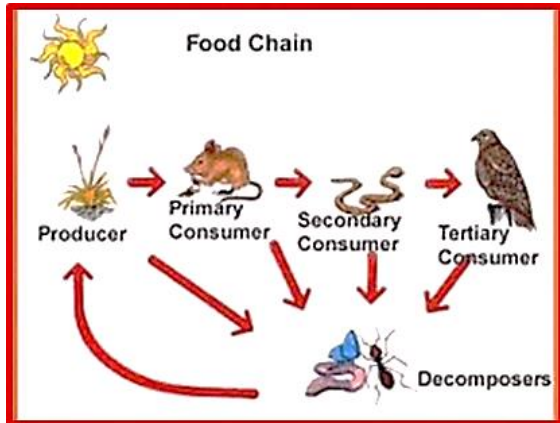 Food Chain
Producer
Primary
Consumer
Secondary
Consumer
Tertiary
Consumer
Decomposers